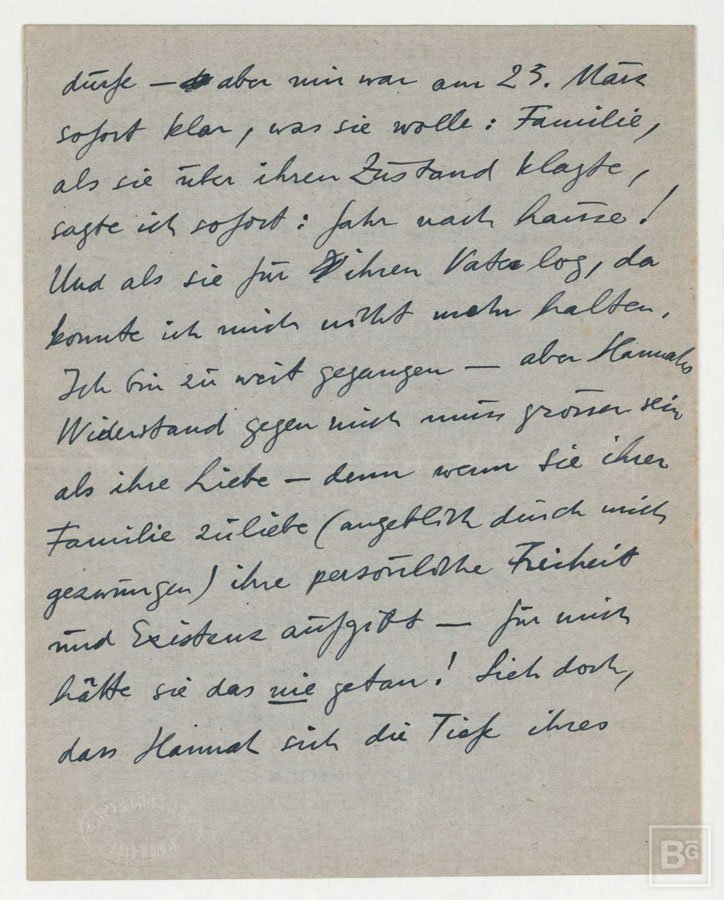 dürfe — aber mir war am 23. März
sofort klar, was sie wolle: Familie,
als sie über ihren Zustand klagte,
sagte ich sofort: fahr nach hause!
Und als sie für ihren Vater log, da
konnte ich mich nicht mehr halten.
Ich bin zu weit gegangen — aber Hannahs
Widerstand gegen mich muss grösser sein
als ihre Liebe — denn wenn sie ihrer
Familie zuliebe (angeblich durch mich
gezwungen) ihre persönliche Freiheit
und Existenz aufgibt — für mich
hätte sie das nie getan! Sieh doch,
dass Hannah sich die Tiefe ihres
BG